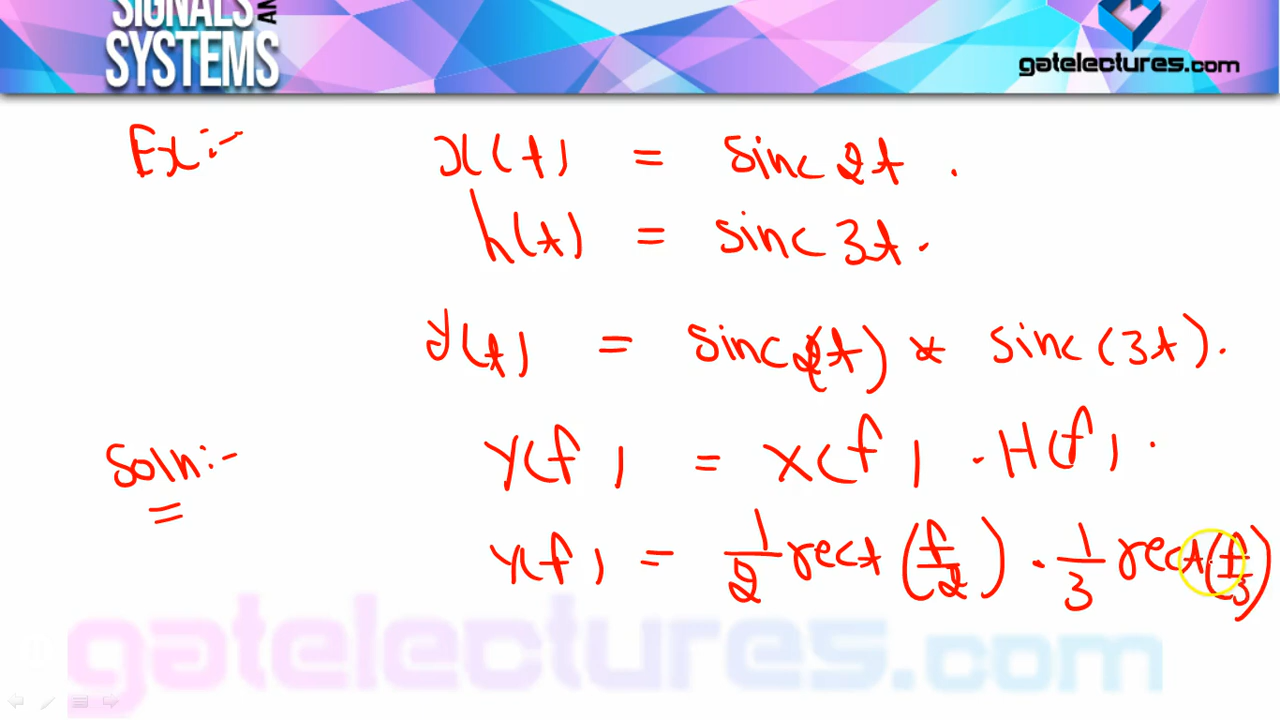 SIGNALS AN
SYSTEMS
gatelectures.com
Ex:- x(t) = sinc 2t .
h(t) = sinc 3t .
y(t) = sinc(2t) * sinc (3t).
Soln:- Y(f) = X(f) . H(f) .
Y(f) = 1/2 rect (f/2) . 1/3 rect (f/3)
gatelectures.com